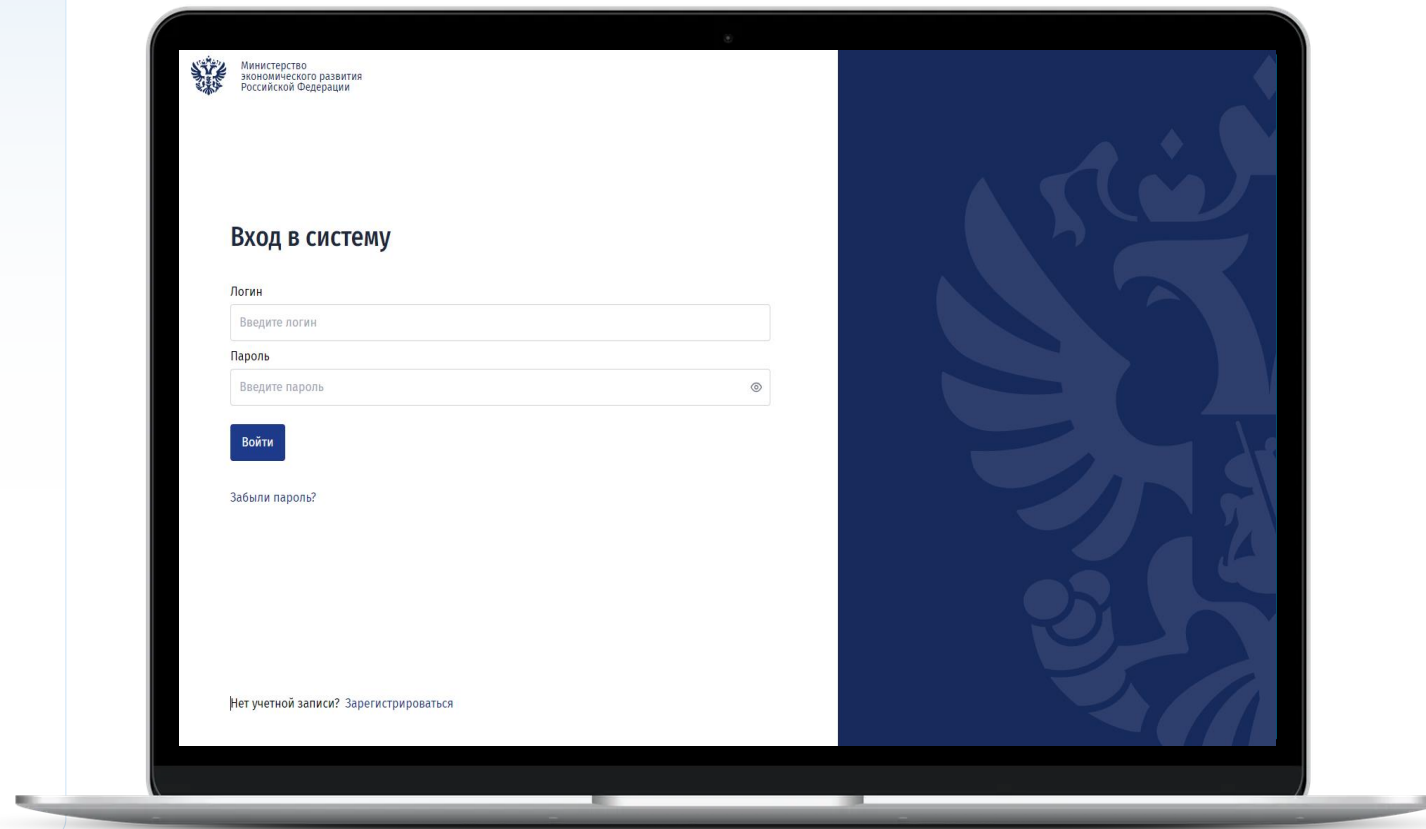 Министерство
экономического развития
Российской Федерации
Вход в систему
Логин
Введите логин
Пароль
Введите пароль
Войти
Забыли пароль?
Нет учетной записи? Зарегистрироваться